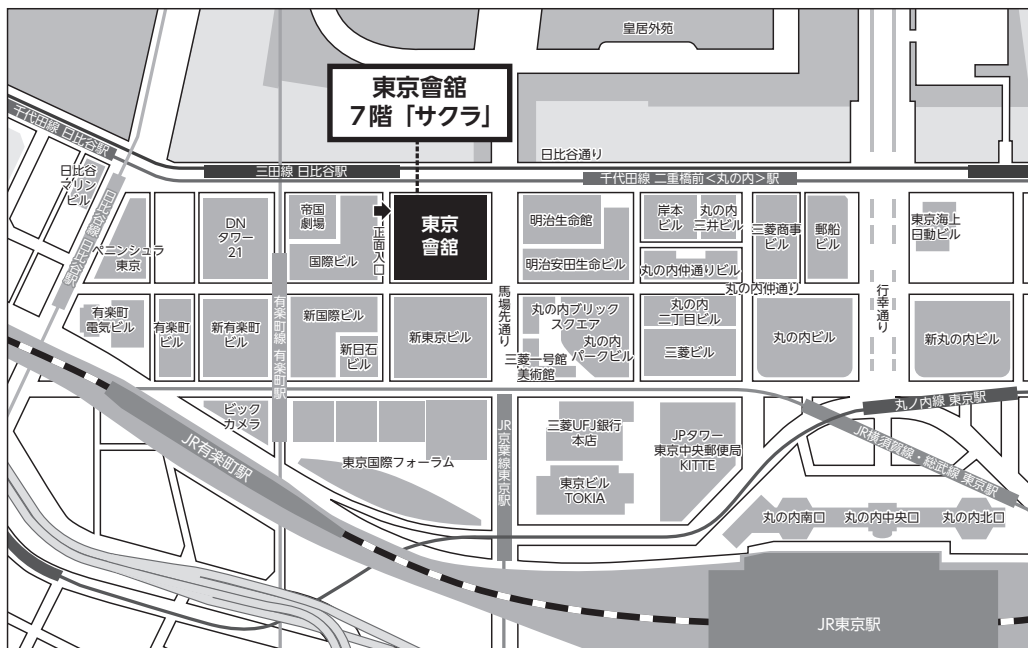 皇居外苑
東京會舘
7階「サクラ」
日比谷通り
千代田線 日比谷駅
三田線 日比谷駅
千代田線 二重橋前<丸の内>駅
日比谷
マリン
ビル
日比谷線 日比谷駅
ペニンシュラ
東京
DN
タワー
21
帝国
劇場
国際ビル
正面入口
東京
會舘
明治生命館
明治安田生命ビル
岸本
ビル
丸の内
三井ビル
丸の内仲通りビル
三菱商事
ビル
郵船
ビル
東京海上
日動ビル
丸の内仲通り
馬場先通り
行幸通り
有楽町
電気ビル
有楽町
ビル
新有楽町
ビル
有楽町線 有楽町駅
新国際ビル
新日石
ビル
新東京ビル
丸の内ブリック
スクエア
丸の内
パークビル
三菱一号館
美術館
丸の内
二丁目ビル
三菱ビル
丸の内ビル
新丸の内ビル
丸ノ内線 東京駅
JR横須賀線・総武線 東京駅
ビック
カメラ
JR有楽町駅
東京国際フォーラム
JR京葉線東京駅
三菱UFJ銀行
本店
東京ビル
TOKIA
JPタワー
東京中央郵便局
KITTE
丸の内南口
丸の内中央口
丸の内北口
JR東京駅